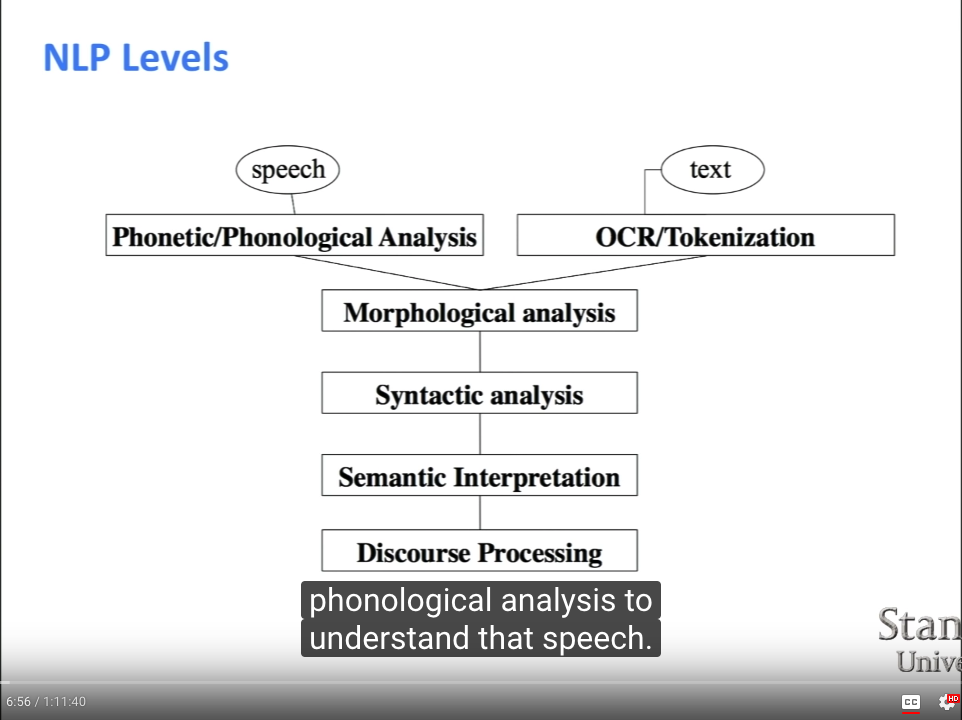 NLP Levels
speech
text
Phonetic/Phonological Analysis
OCR/Tokenization
Morphological analysis
Syntactic analysis
Semantic Interpretation
Discourse Processing
phonological analysis to
understand that speech.
Stan
Unive
6:56 / 1:11:40
CC
HD